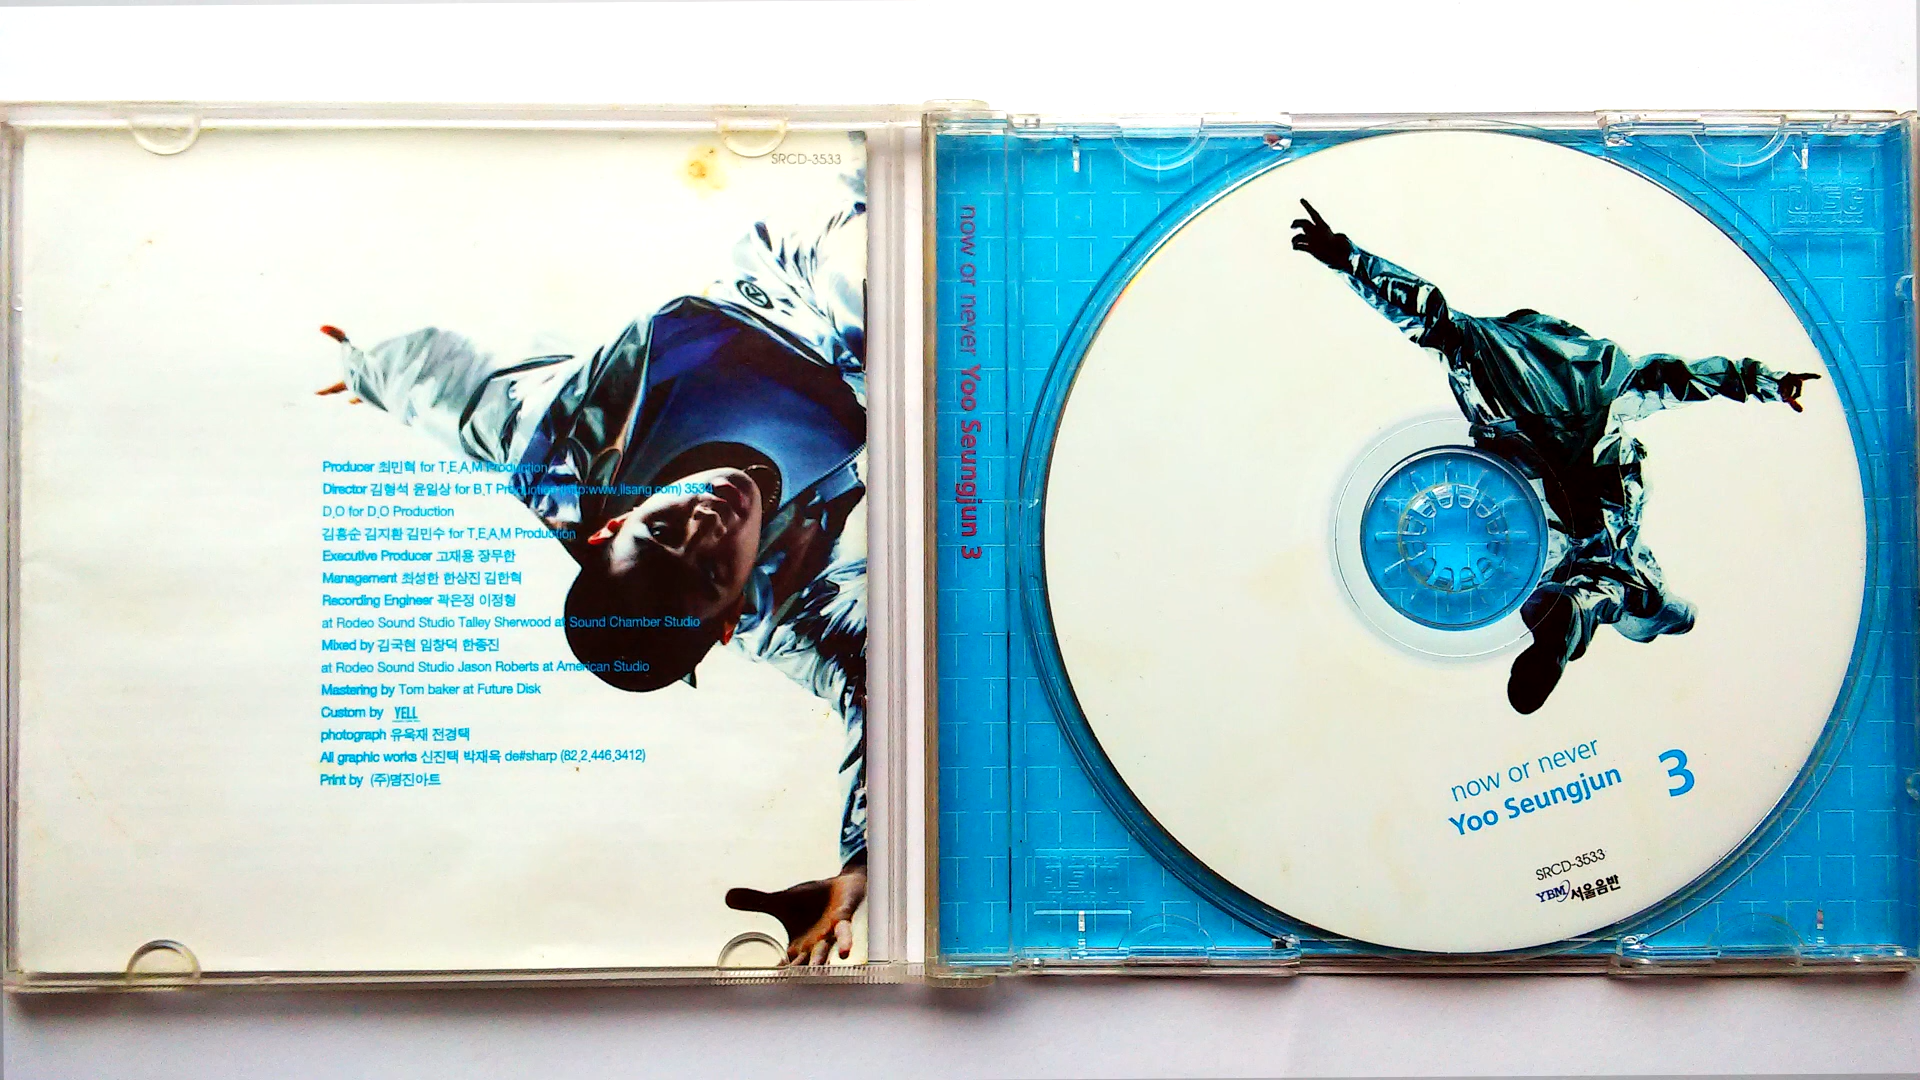 SRCD-3533
Producer 최민혁 for T.E.A.M Production
Director 김형석 윤일상 for B.T Production (http:www.ilsang.com) 3534
D.O for D.O Production
김홍순 김지환 김민수 for T.E.A.M Production
Executive Producer 고재용 장무한
Management 최성한 한상진 김한혁
Recording Engineer 곽은정 이정형
at Rodeo Sound Studio Talley Sherwood at Sound Chamber Studio
Mixed by 김국현 임창덕 한종진
at Rodeo Sound Studio Jason Roberts at American Studio
Mastering by Tom baker at Future Disk
Custom by YELL
photograph 유욱재 전경택
All graphic works 신진택 박재욱 de#sharp (82.2.446.3412)
Print by (주)명진아트
now or never Yoo Seungjun 3
now or never
Yoo Seungjun 3
SRCD-3533
YBM 서울음반